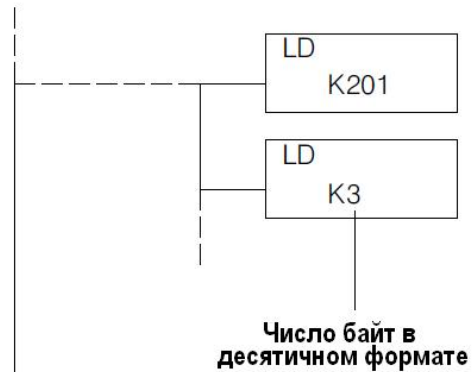 LD
K201
LD
K3
Число байт в
десятичном формате